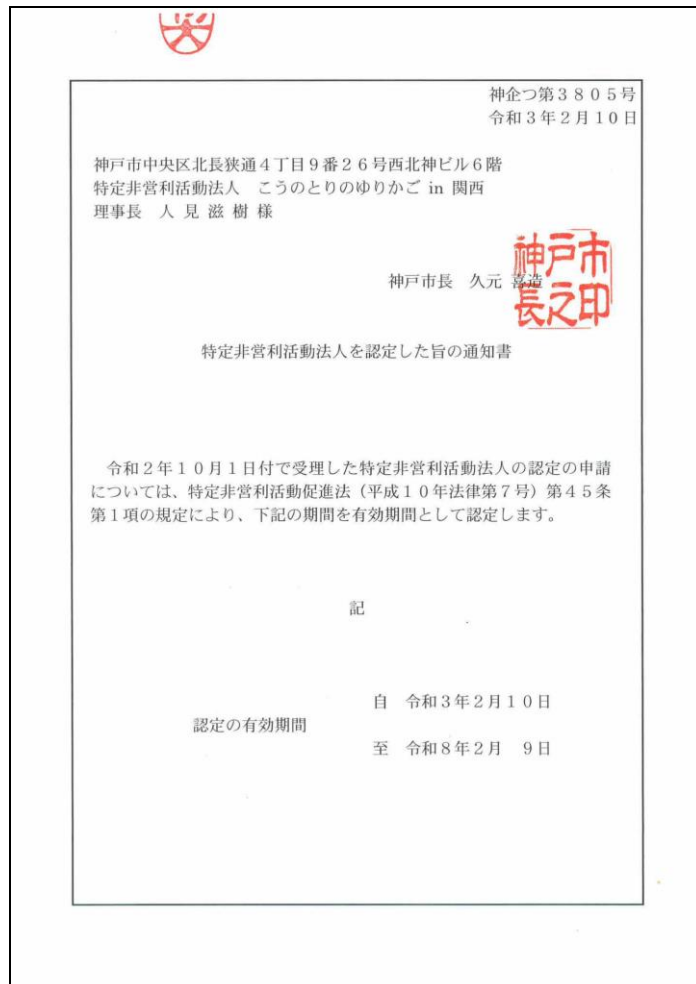 神企つ第3805号
令和3年2月10日
神戸市中央区北長狭通4丁目9番26号西北神ビル6階
特定非営利活動法人　こうのとりのゆりかご in 関西
理事長　人 見 滋 樹 様
神戸市長　久元 喜造
神戸市長之印
特定非営利活動法人を認定した旨の通知書
令和2年10月1日付で受理した特定非営利活動法人の認定の申請
については、特定非営利活動促進法（平成10年法律第7号）第45条
第1項の規定により、下記の期間を有効期間として認定します。
記
自　令和3年2月10日
認定の有効期間
至　令和8年2月　9日